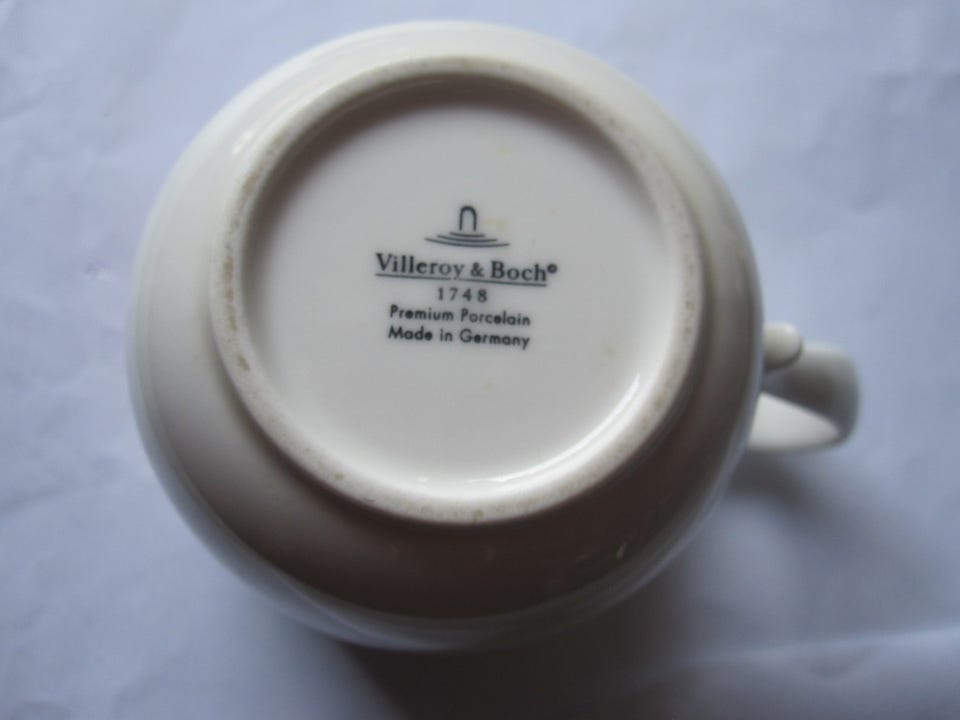 Villeroy & Boch®
1748
Premium Porcelain
Made in Germany